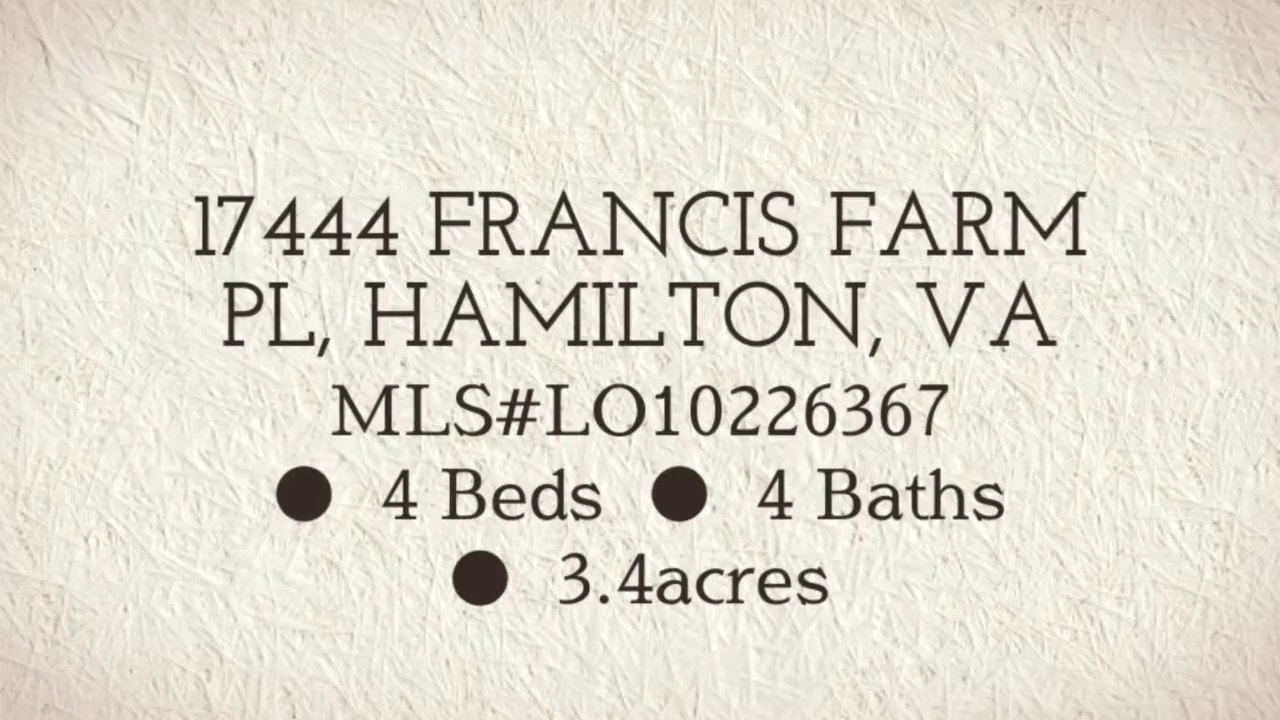 17444 FRANCIS FARM
PL, HAMILTON, VA
MLS#LO10226367
● 4 Beds ● 4 Baths
● 3.4acres